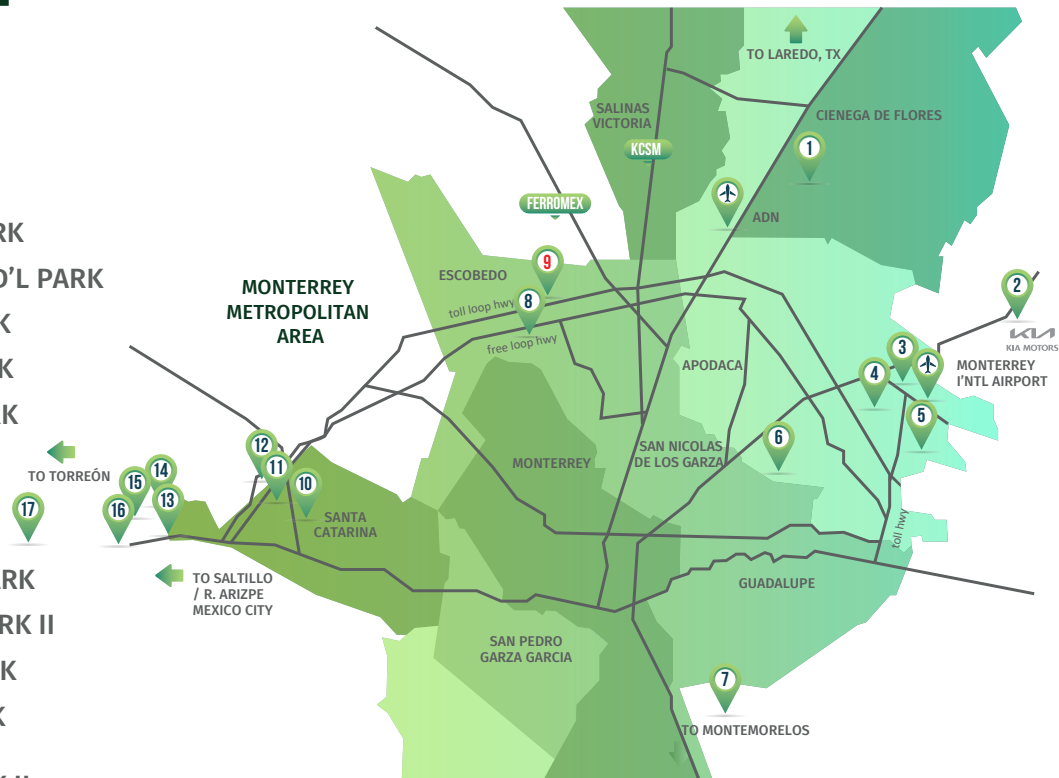 TO LAREDO, TX
SALINAS
VICTORIA
CIENEGA DE FLORES
KCSM
1
FERROMEX
ADN
RK
D’L PARK
K
K
RK
MONTERREY
METROPOLITAN
AREA
ESCOBEDO
9
8
toll loop hwy
free loop hwy
2
KIA
KIA MOTORS
3
MONTERREY
I’NTL AIRPORT
4
APODACA
5
6
SAN NICOLAS
DE LOS GARZA
MONTERREY
12
11
10
TO TORREÓN
14
15
13
16
17
SANTA
CATARINA
toll hwy
TO SALTILLO
/ R. ARIZPE
MEXICO CITY
GUADALUPE
ARK
RK II
K
K
SAN PEDRO
GARZA GARCIA
7
TO MONTEMORELOS